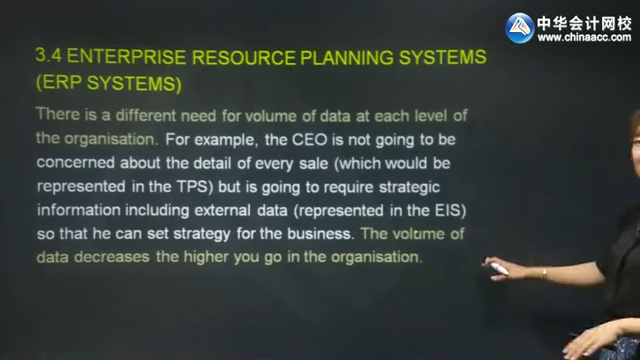 中华会计网校
www.chinaacc.com
3.4 ENTERPRISE RESOURCE PLANNING SYSTEMS
(ERP SYSTEMS)
There is a different need for volume of data at each level of
the organisation. For example, the CEO is not going to be
concerned about the detail of every sale (which would be
represented in the TPS) but is going to require strategic
information including external data (represented in the EIS)
so that he can set strategy for the business. The volume of
data decreases the higher you go in the organisation.